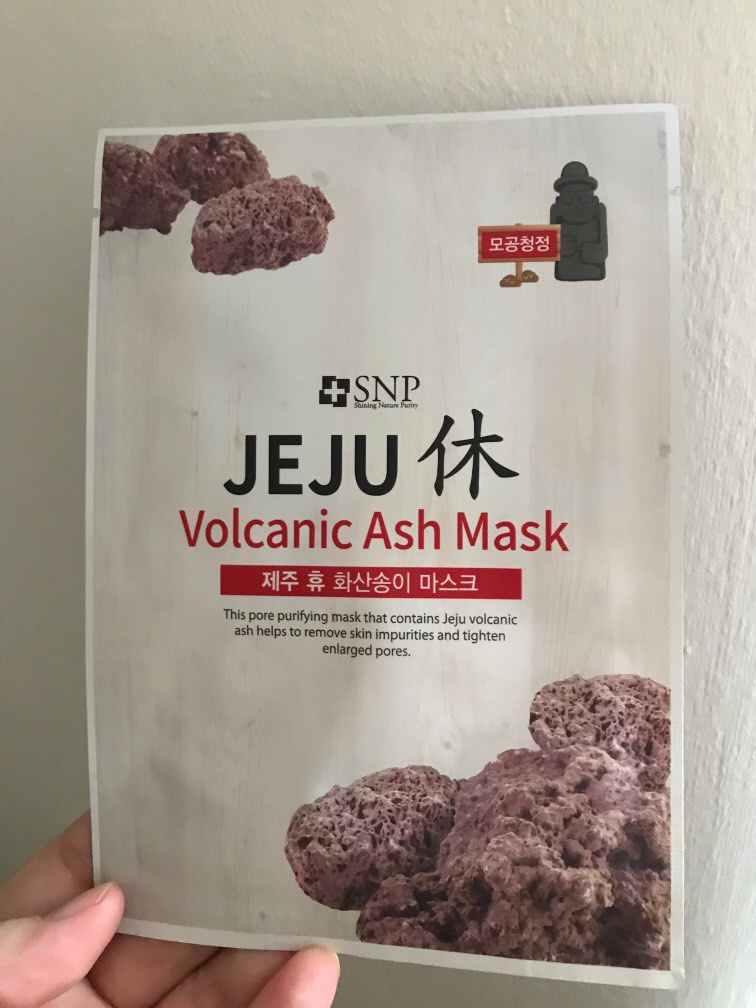 모공청정
SNP
Shining Nature Purity
JEJU 休
Volcanic Ash Mask
제주 휴 화산송이 마스크
This pore purifying mask that contains Jeju volcanic
ash helps to remove skin impurities and tighten
enlarged pores.